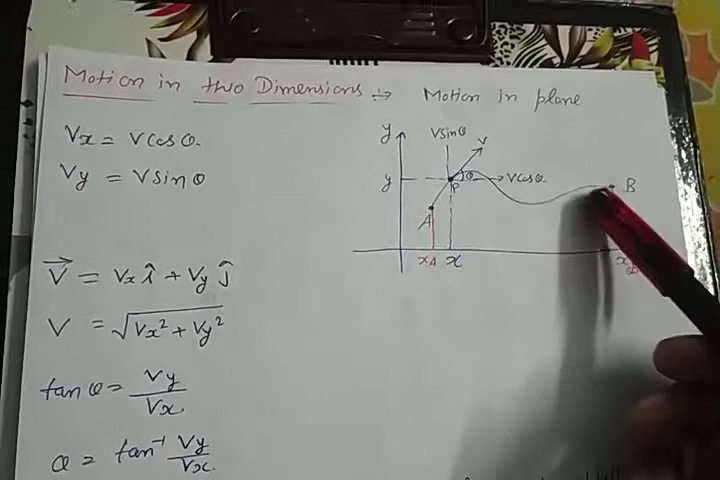 Motion in two Dimensions :→ Motion in plane
Vx = V cos θ.
Vy = V sin θ
V⃗ = Vx î + Vy ĵ
V = √(Vx² + Vy²)
tan θ = Vy/Vx.
θ = tan⁻¹ Vy/Vx.
y V sin θ V
y P θ V cos θ. B
A
xA x x